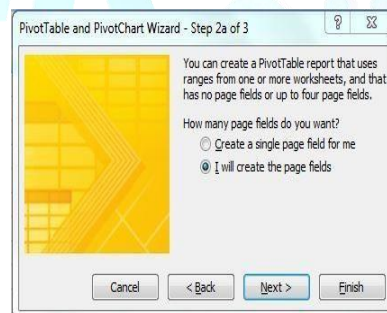 PivotTable and PivotChart Wizard - Step 2a of 3
You can create a PivotTable report that uses
ranges from one or more worksheets, and that
has no page fields or up to four page fields.
How many page fields do you want?
Create a single page field for me
I will create the page fields
Cancel
< Back
Next >
Finish